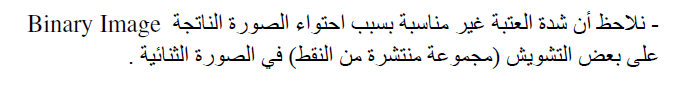 - نلاحظ أن شدة العتبة غير مناسبة بسبب احتواء الصورة الناتجة Binary Image
على بعض التشويش (مجموعة منتشرة من النقط) في الصورة الثنائية .